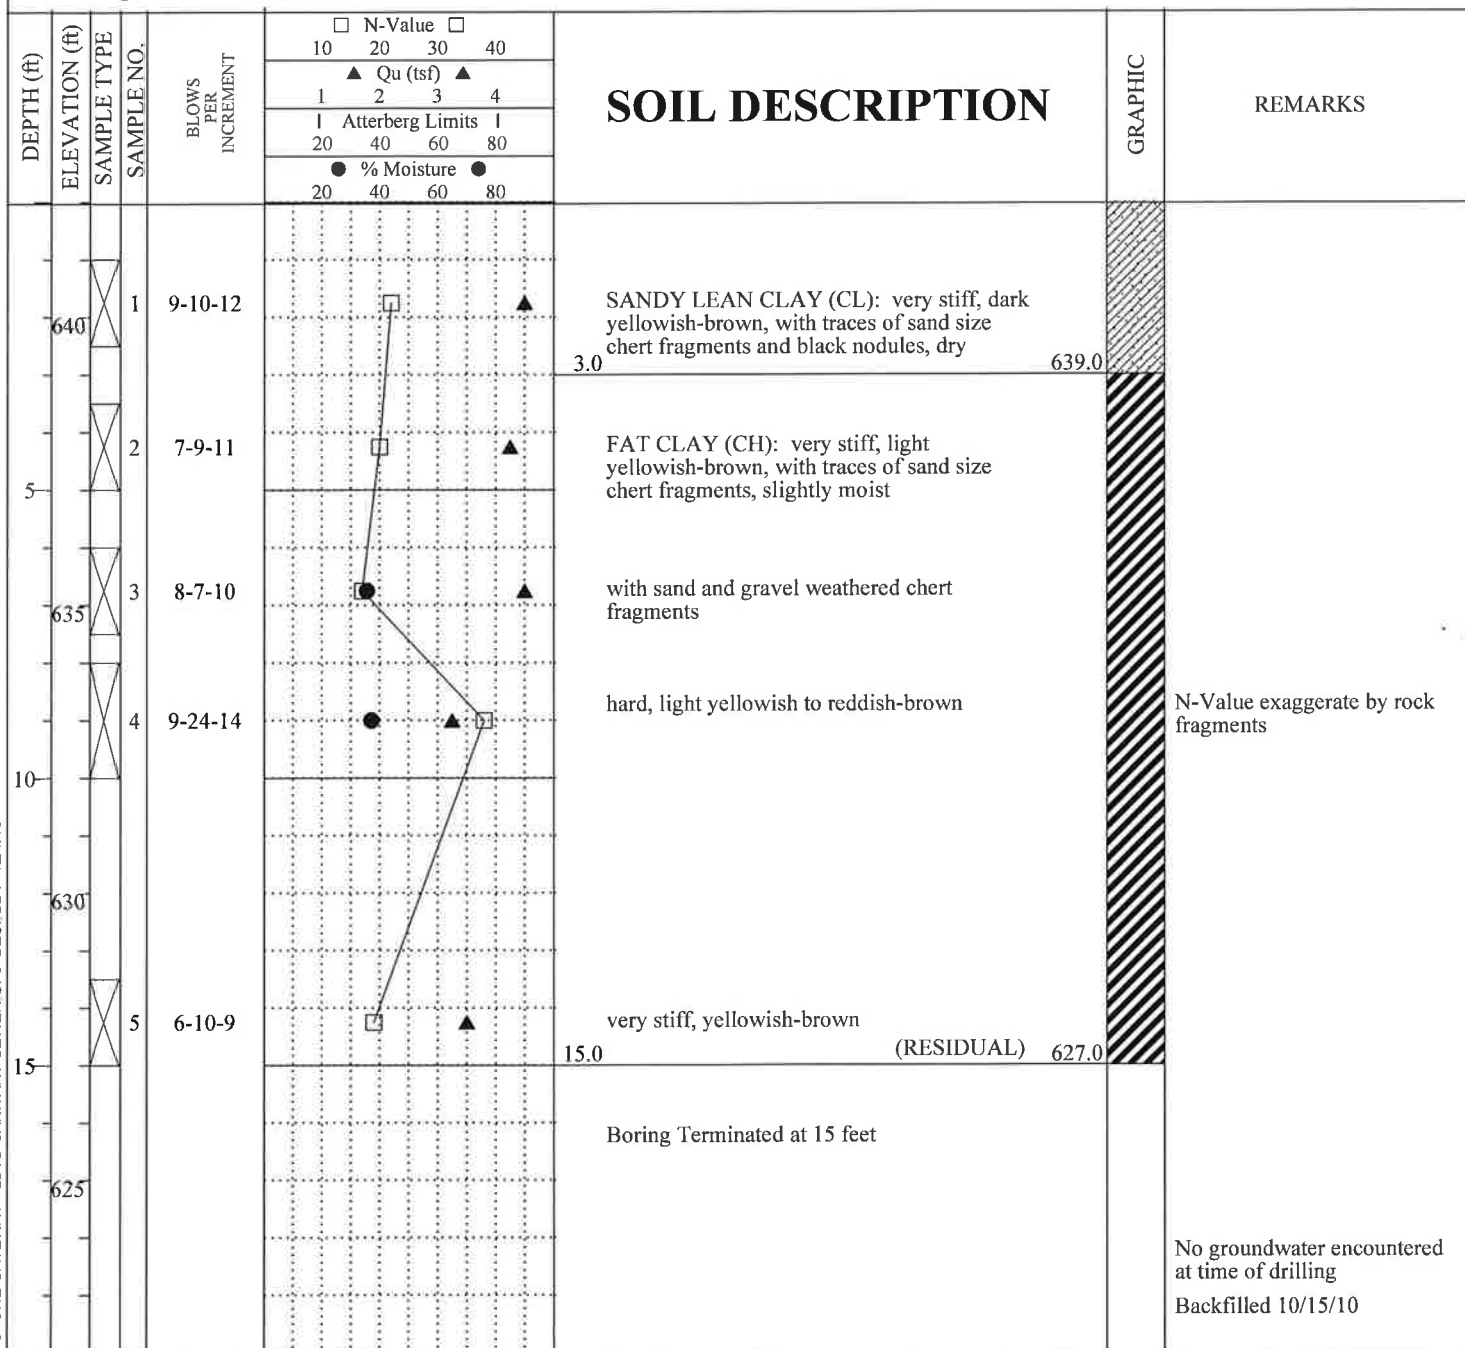 DEPTH (ft)
ELEVATION (ft)
SAMPLE TYPE
SAMPLE NO.
BLOWS
PER
INCREMENT
N-Value
10 20 30 40
Qu (tsf)
1 2 3 4
Atterberg Limits
20 40 60 80
% Moisture
20 40 60 80
SOIL DESCRIPTION
GRAPHIC
REMARKS
1 9-10-12
SANDY LEAN CLAY (CL): very stiff, dark
yellowish-brown, with traces of sand size
chert fragments and black nodules, dry
640
3.0 639.0
2 7-9-11
FAT CLAY (CH): very stiff, light
yellowish-brown, with traces of sand size
chert fragments, slightly moist
5
3 8-7-10
with sand and gravel weathered chert
fragments
635
4 9-24-14
hard, light yellowish to reddish-brown
N-Value exaggerate by rock
fragments
10
630
5 6-10-9
very stiff, yellowish-brown
15.0 (RESIDUAL) 627.0
15
Boring Terminated at 15 feet
625
No groundwater encountered
at time of drilling
Backfilled 10/15/10